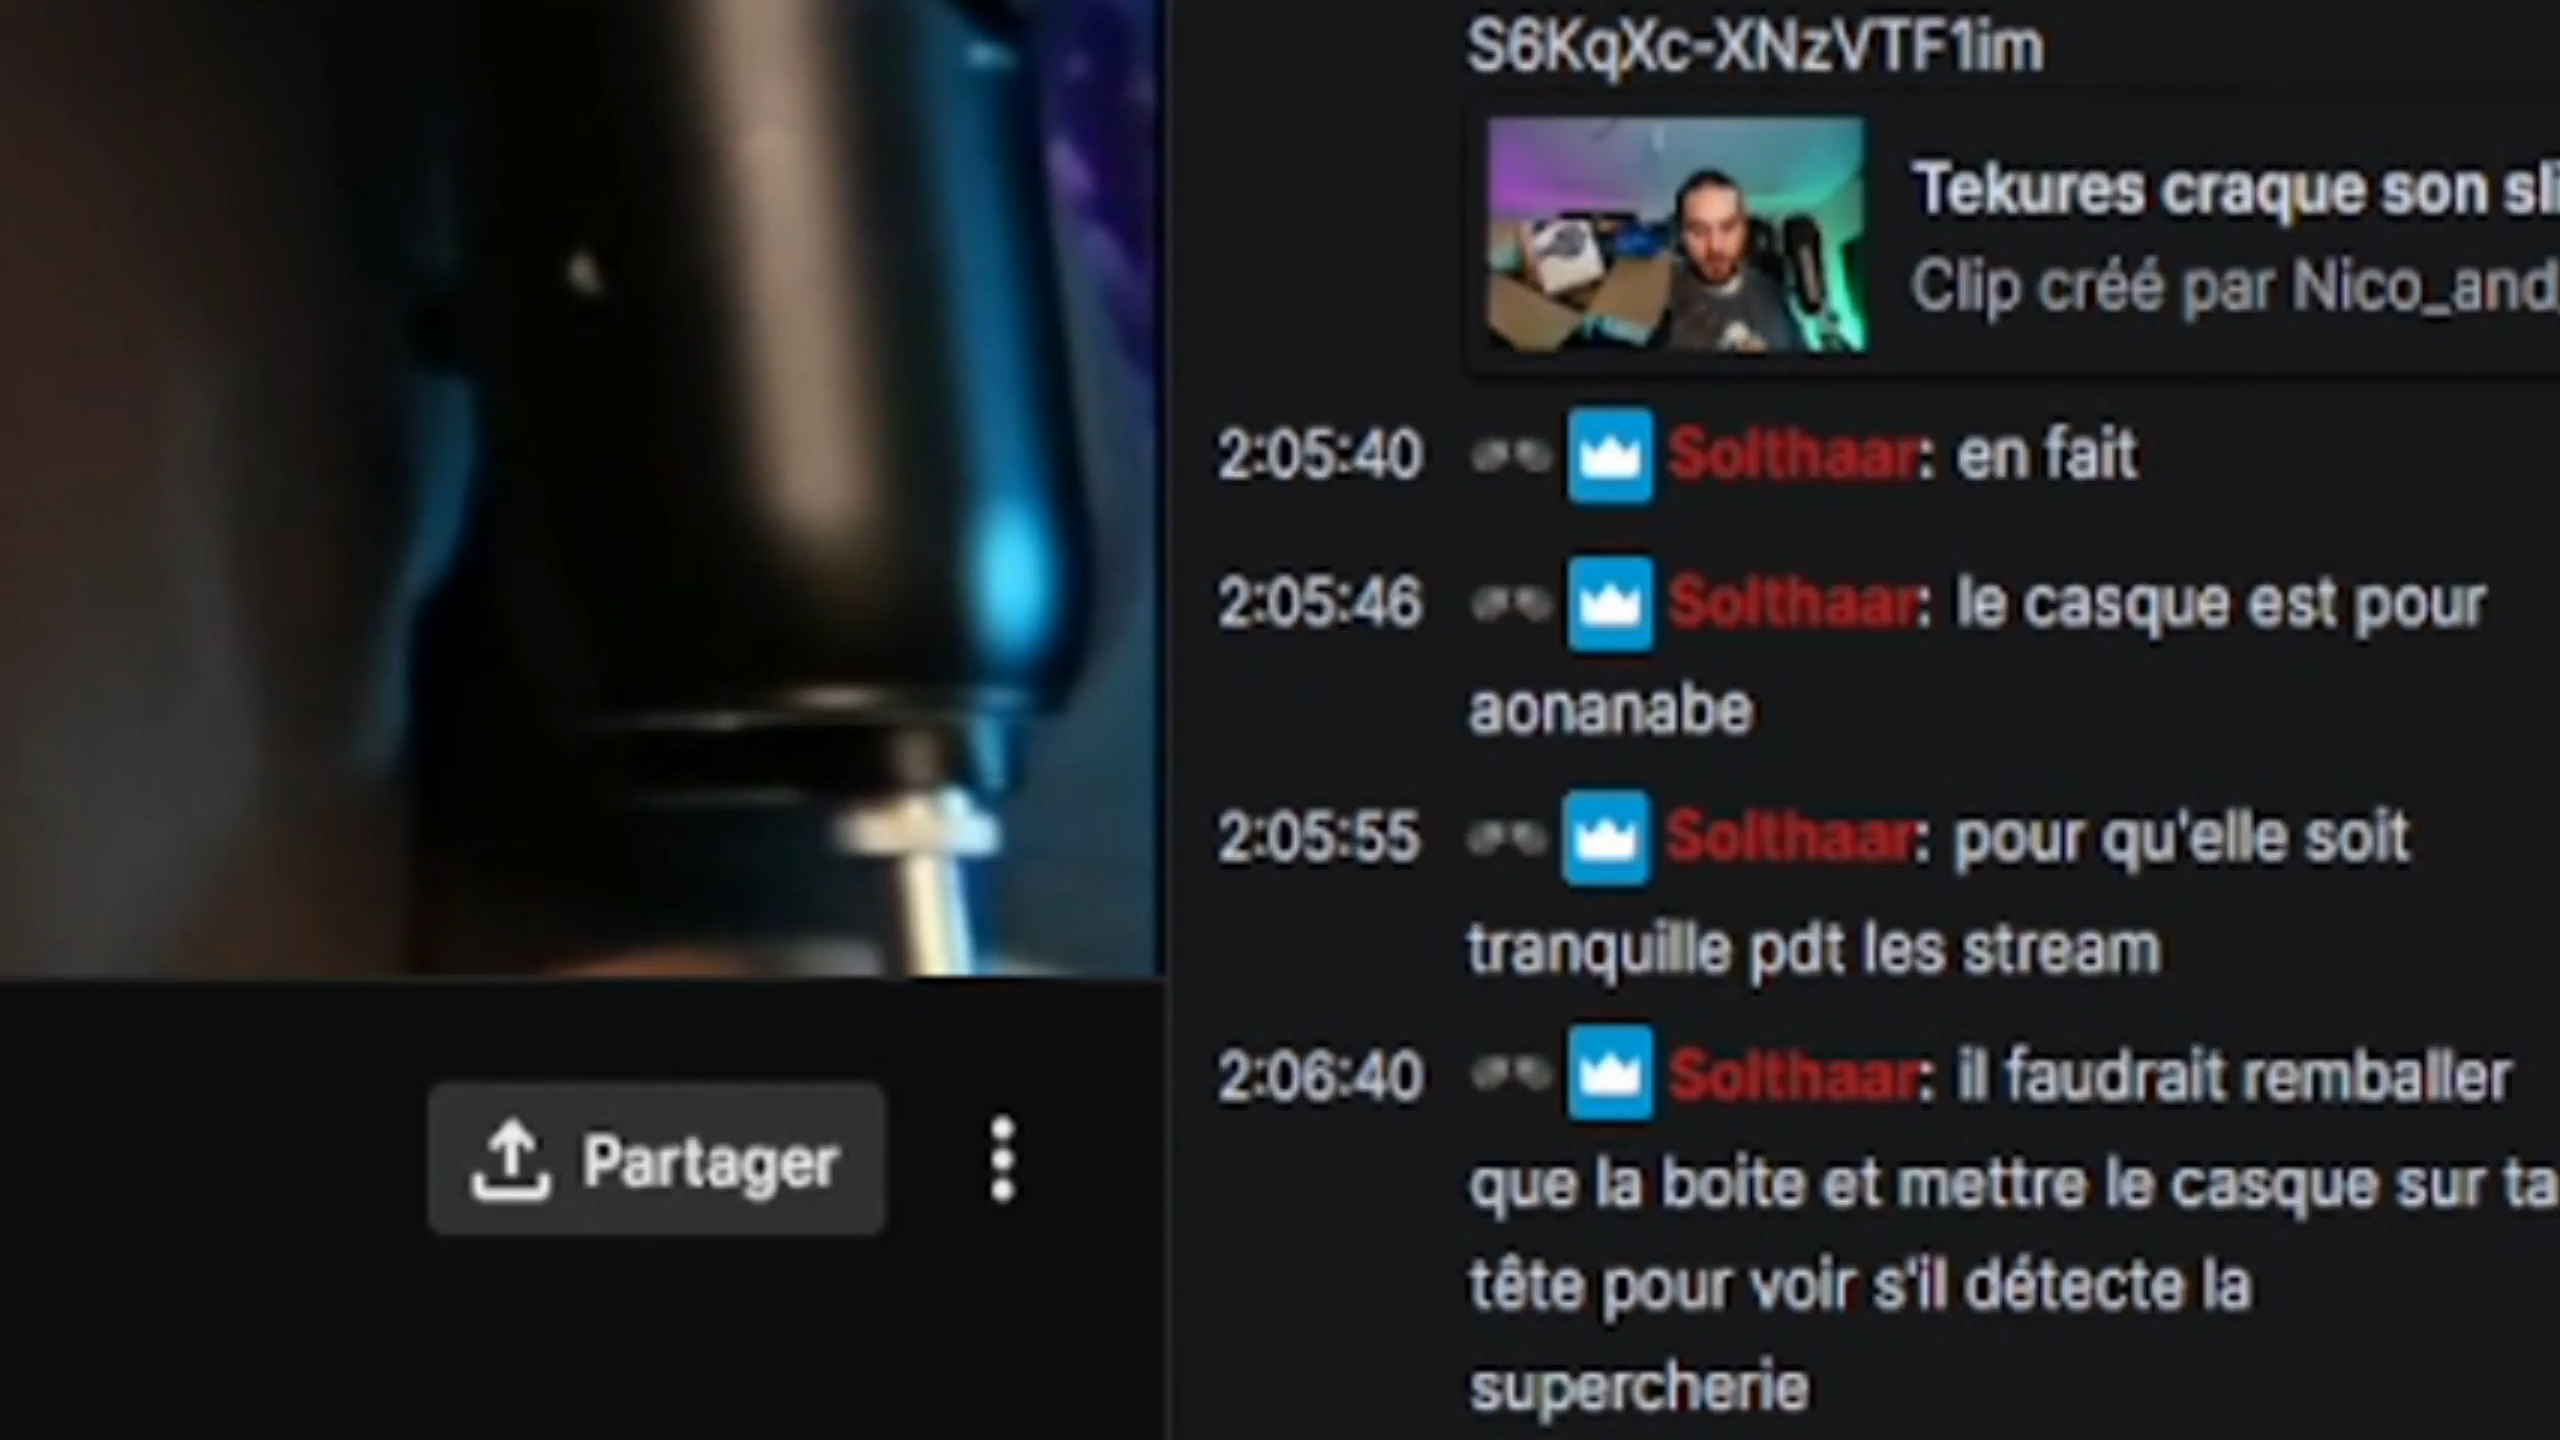 S6KqXc-XNzVTF1im
Tekures craque son sli
Clip créé par Nico_and_
2:05:40 Solthaar: en fait
2:05:46 Solthaar: le casque est pour
aonanabe
2:05:55 Solthaar: pour qu'elle soit
tranquille pdt les stream
2:06:40 Solthaar: il faudrait remballer
que la boite et mettre le casque sur ta
tête pour voir s'il détecte la
supercherie
Partager